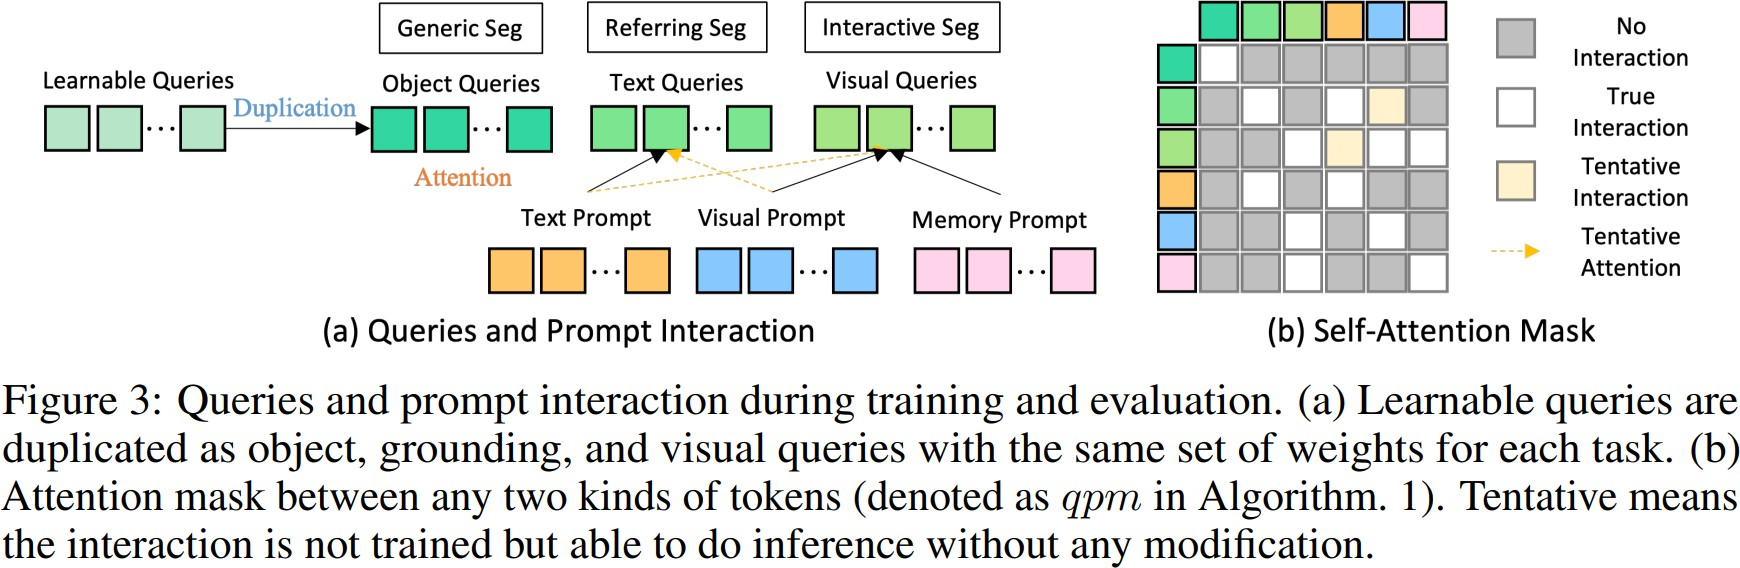 Generic Seg
Referring Seg
Interactive Seg
Learnable Queries
Object Queries
Text Queries
Visual Queries
Duplication
Attention
Text Prompt
Visual Prompt
Memory Prompt
(a) Queries and Prompt Interaction
No
Interaction
True
Interaction
Tentative
Interaction
Tentative
Attention
(b) Self-Attention Mask
Figure 3: Queries and prompt interaction during training and evaluation. (a) Learnable queries are
duplicated as object, grounding, and visual queries with the same set of weights for each task. (b)
Attention mask between any two kinds of tokens (denoted as qpm in Algorithm. 1). Tentative means
the interaction is not trained but able to do inference without any modification.